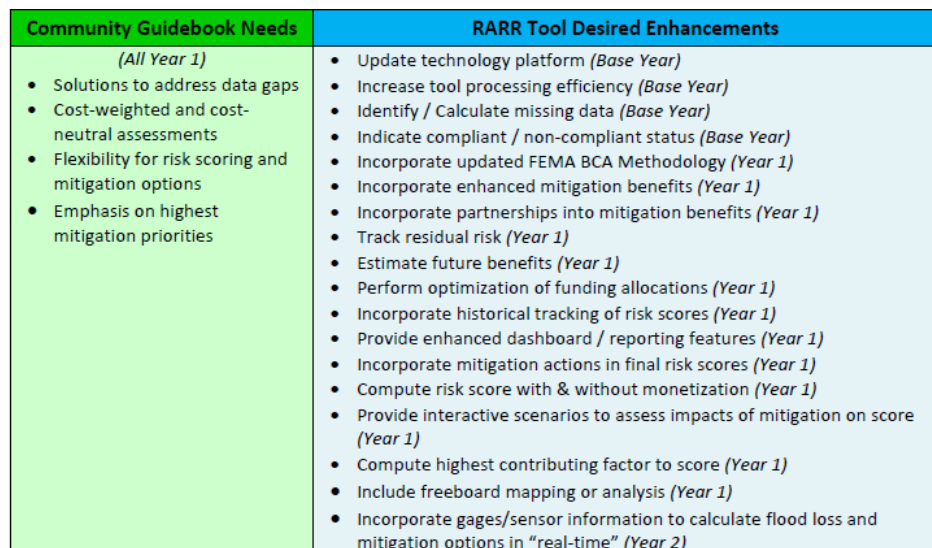 Community Guidebook Needs
(All Year 1)
• Solutions to address data gaps
• Cost-weighted and cost-
neutral assessments
• Flexibility for risk scoring and
mitigation options
• Emphasis on highest
mitigation priorities
RARR Tool Desired Enhancements
• Update technology platform (Base Year)
• Increase tool processing efficiency (Base Year)
• Identify / Calculate missing data (Base Year)
• Indicate compliant / non-compliant status (Base Year)
• Incorporate updated FEMA BCA Methodology (Year 1)
• Incorporate enhanced mitigation benefits (Year 1)
• Incorporate partnerships into mitigation benefits (Year 1)
• Track residual risk (Year 1)
• Estimate future benefits (Year 1)
• Perform optimization of funding allocations (Year 1)
• Incorporate historical tracking of risk scores (Year 1)
• Provide enhanced dashboard / reporting features (Year 1)
• Incorporate mitigation actions in final risk scores (Year 1)
• Compute risk score with & without monetization (Year 1)
• Provide interactive scenarios to assess impacts of mitigation on score
(Year 1)
• Compute highest contributing factor to score (Year 1)
• Include freeboard mapping or analysis (Year 1)
• Incorporate gages/sensor information to calculate flood loss and
mitigation options in “real-time” (Year 2)